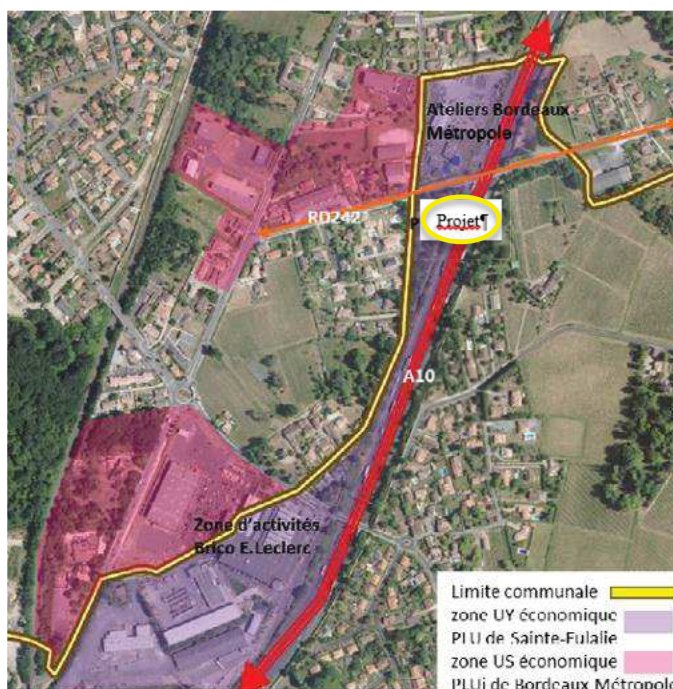 Ateliers Bordeaux
Métropole
RD242
P
Projet¶
A10
Zone d'activités
Brico E.Leclerc
Limite communale
zone UY économique
PLU de Sainte-Eulalie
zone US économique
PLUi de Bordeaux Métropole